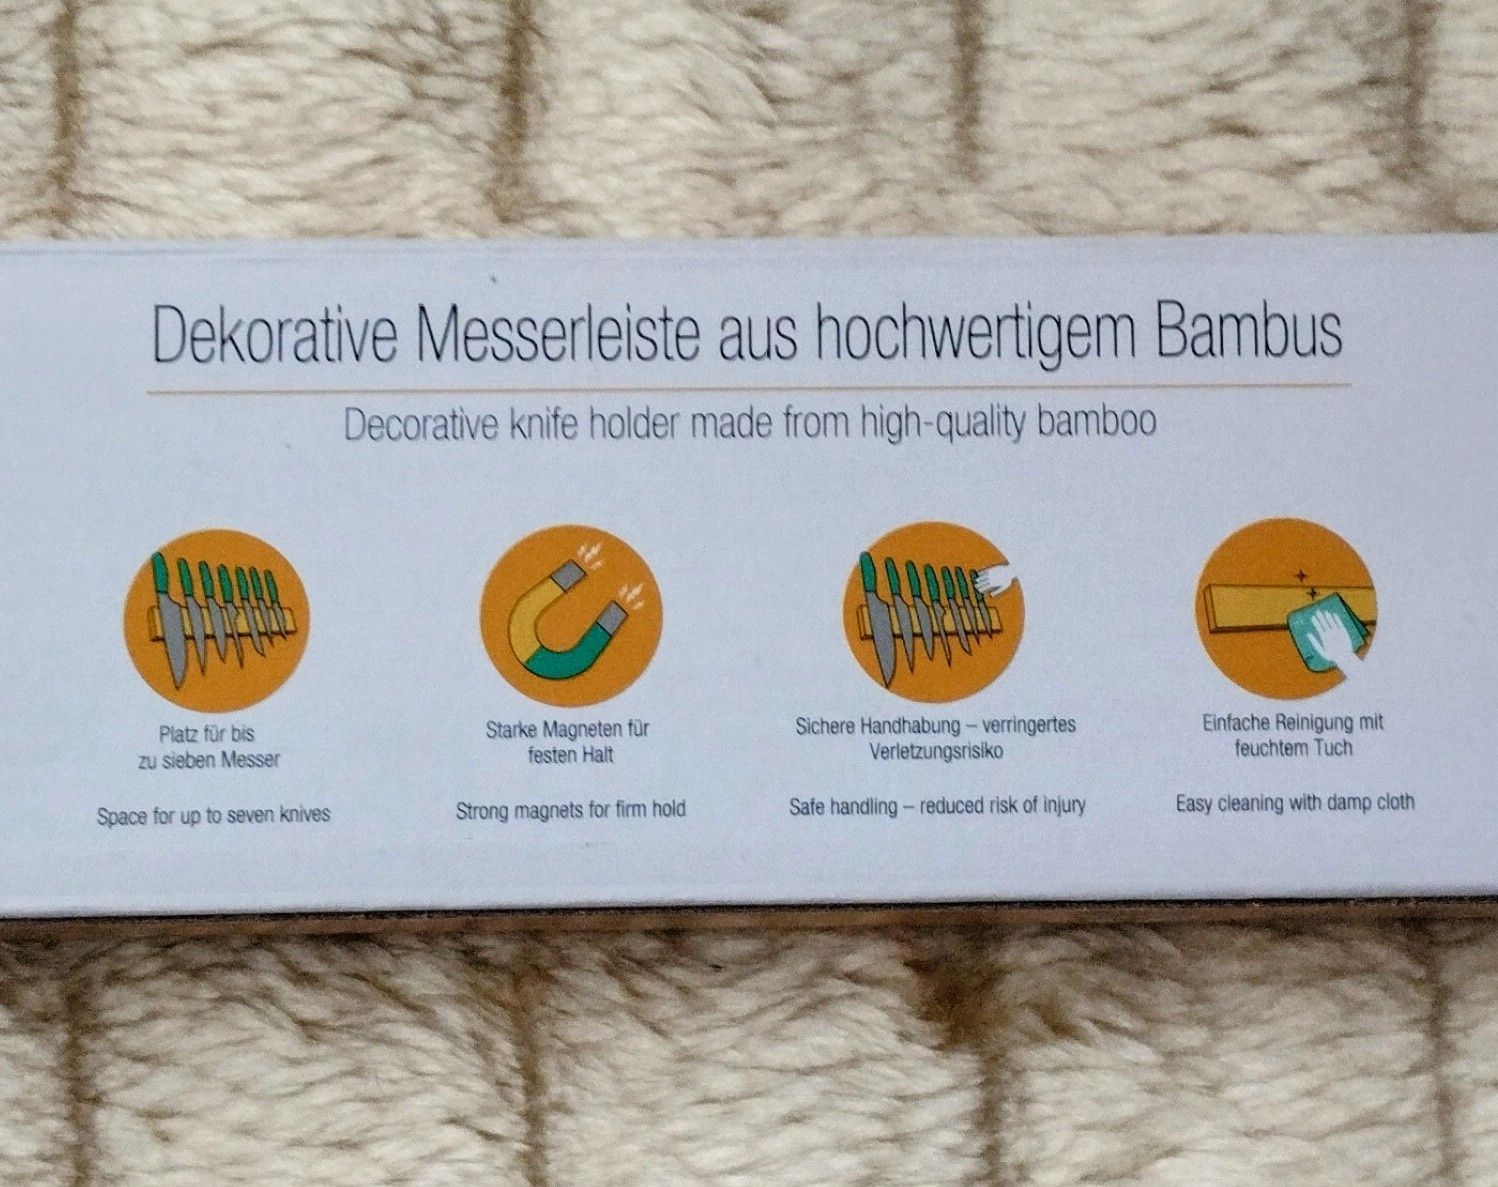 Dekorative Messerleiste aus hochwertigem Bambus
Decorative knife holder made from high-quality bamboo
Platz für bis
zu sieben Messer
Space for up to seven knives
Starke Magneten für
festen Halt
Strong magnets for firm hold
Sichere Handhabung – verringertes
Verletzungsrisiko
Safe handling – reduced risk of injury
Einfache Reinigung mit
feuchtem Tuch
Easy cleaning with damp cloth